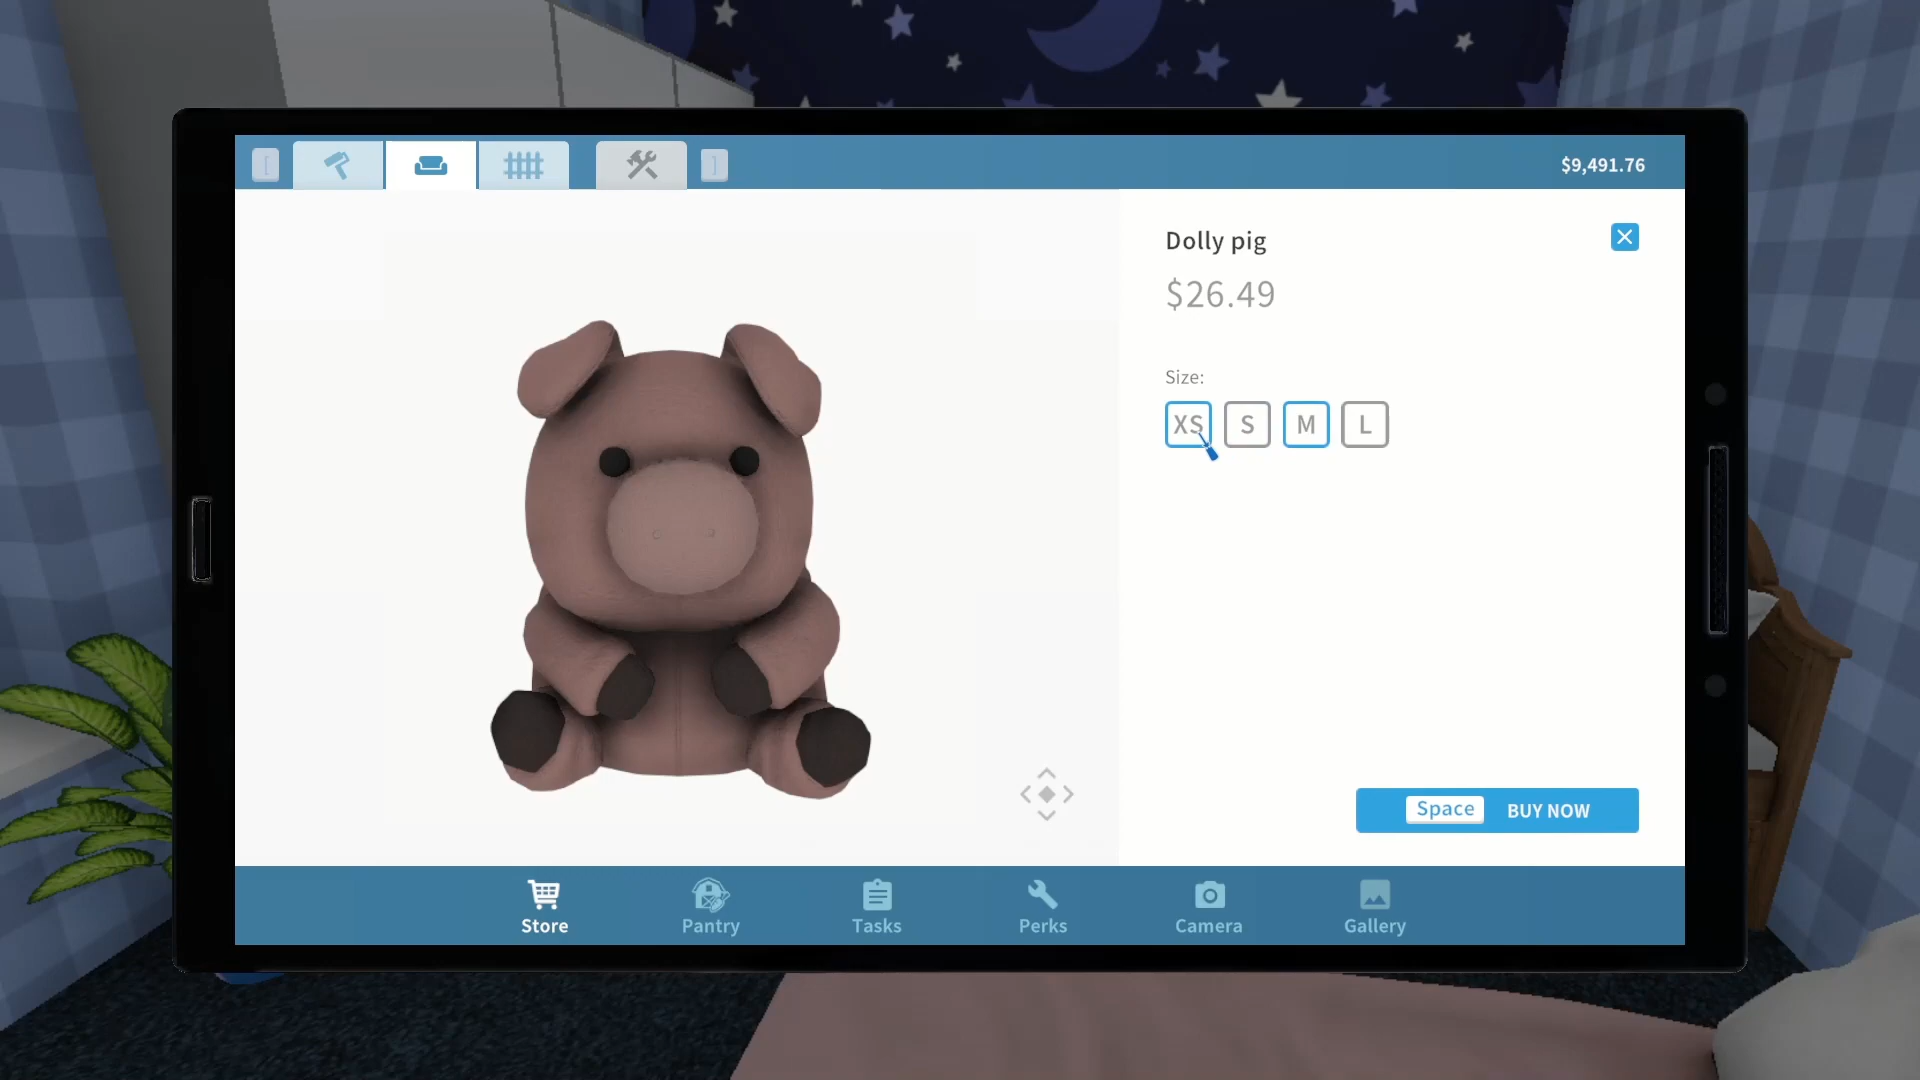 [
]
$9,491.76
Dolly pig
$26.49
Size:
XS S M L
Space BUY NOW
Store Pantry Tasks Perks Camera Gallery